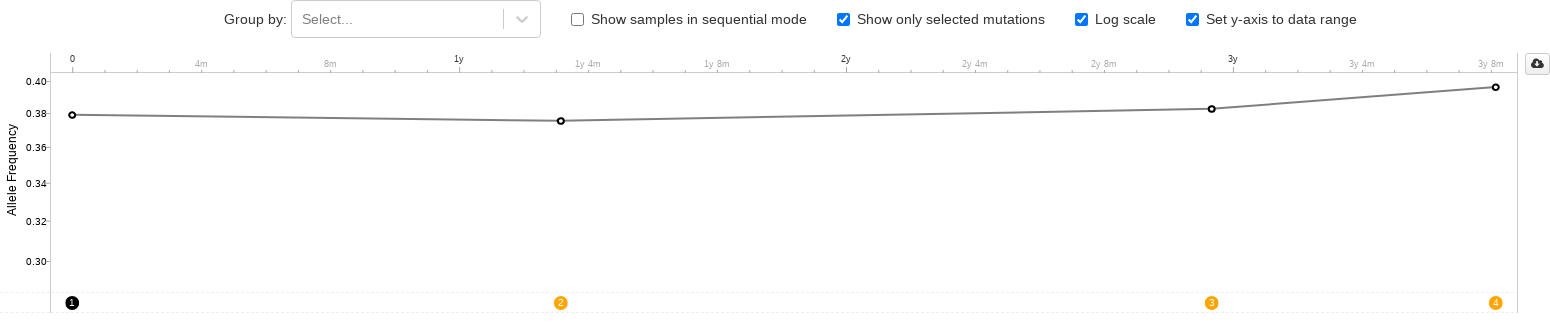 Group by: Select... Show samples in sequential mode Show only selected mutations Log scale Set y-axis to data range
0 4m 8m 1y 1y 4m 1y 8m 2y 2y 4m 2y 8m 3y 3y 4m 3y 8m
Allele Frequency
0.40
0.38
0.36
0.34
0.32
0.30
1 2 3 4